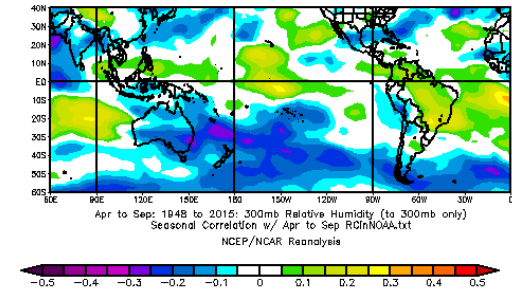 40N
30N
20N
10N
EQ
10S
20S
30S
40S
50S
60S
60E 90E 120E 150E 180 150W 120W 90W 60W 30W 0
Apr to Sep: 1948 to 2015: 300mb Relative Humidity (to 300mb only)
Seasonal Correlation w/ Apr to Sep RCInNOAA.txt
NCEP/NCAR Reanalysis
-0.5 -0.4 -0.3 -0.2 -0.1 0 0.1 0.2 0.3 0.4 0.5